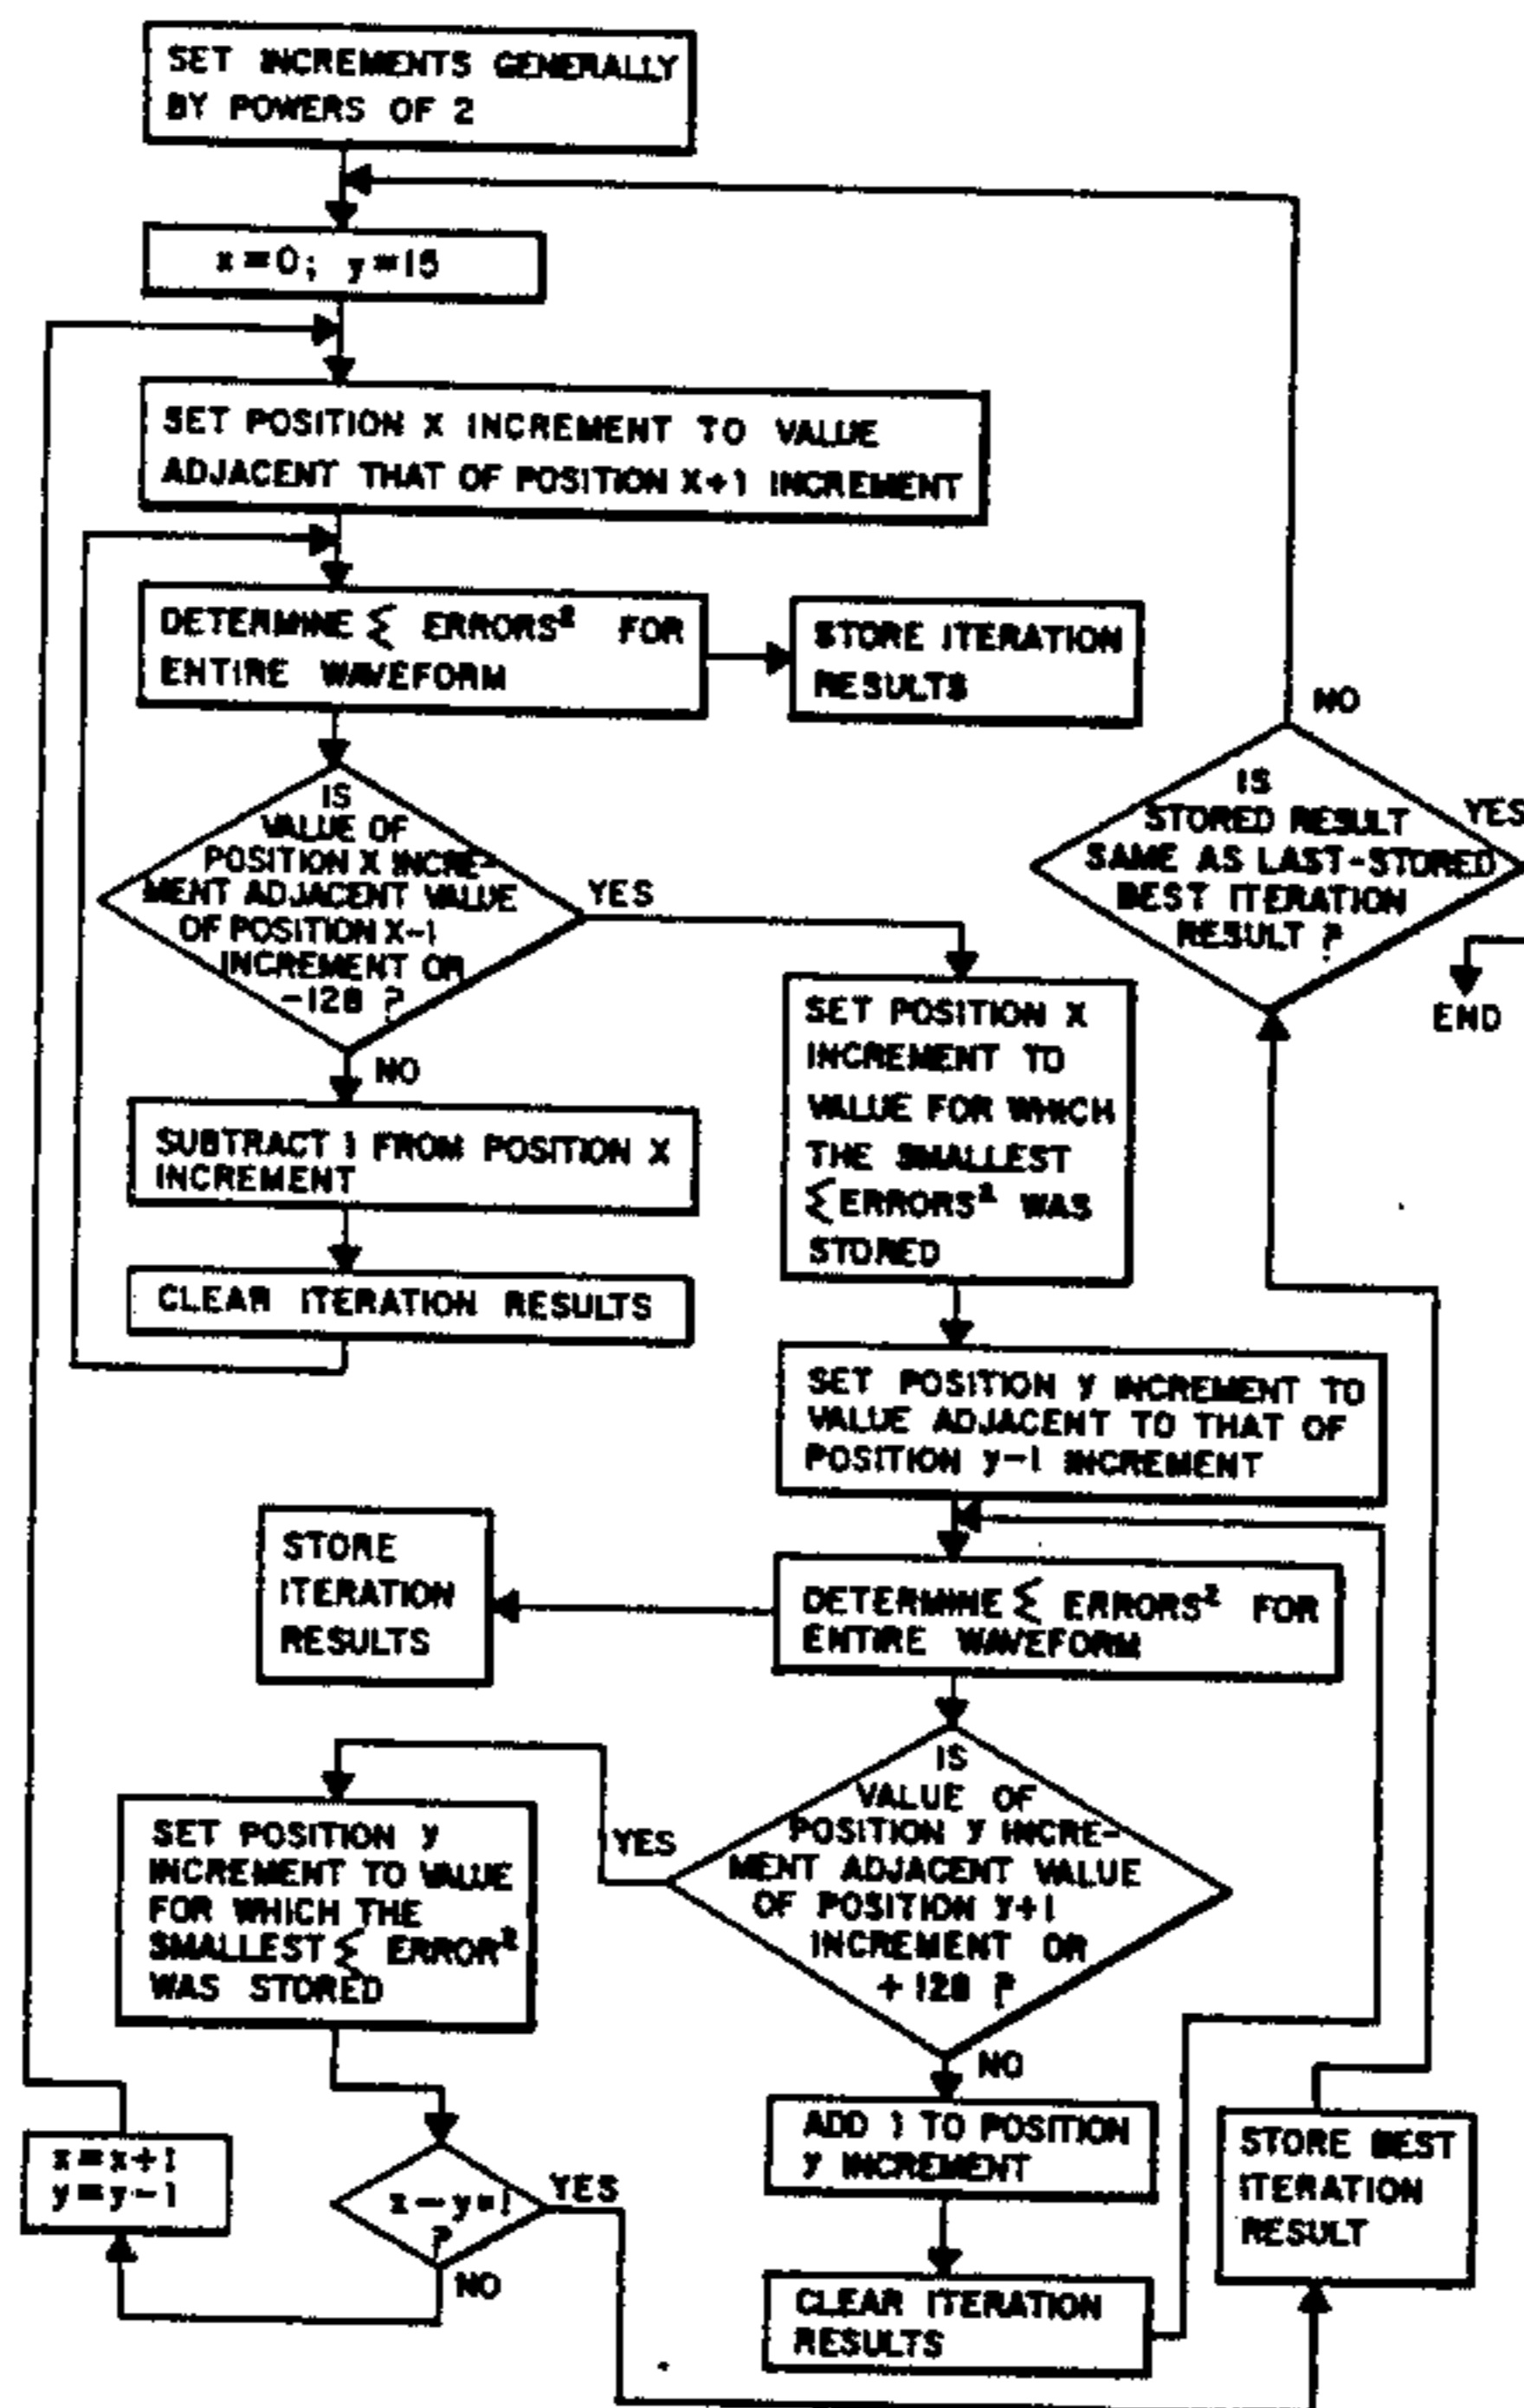 SET INCREMENTS GENERALLY
BY POWERS OF 2
x=0; y=15
SET POSITION X INCREMENT TO VALUE
ADJACENT THAT OF POSITION X+1 INCREMENT
DETERMINE Σ ERRORS² FOR
ENTIRE WAVEFORM
STORE ITERATION
RESULTS
IS
VALUE OF
POSITION X INCRE-
MENT ADJACENT VALUE
OF POSITION X-1
INCREMENT OR
-128 ?
YES
NO
SUBTRACT 1 FROM POSITION X
INCREMENT
CLEAR ITERATION RESULTS
SET POSITION X
INCREMENT TO
VALUE FOR WHICH
THE SMALLEST
Σ ERRORS² WAS
STORED
NO
IS
STORED RESULT
SAME AS LAST-STORED
BEST ITERATION
RESULT ?
YES
END
SET POSITION y INCREMENT TO
VALUE ADJACENT TO THAT OF
POSITION y-1 INCREMENT
DETERMINE Σ ERRORS² FOR
ENTIRE WAVEFORM
STORE
ITERATION
RESULTS
IS
VALUE OF
POSITION y INCRE-
MENT ADJACENT VALUE
OF POSITION y+1
INCREMENT OR
+128 ?
YES
NO
SET POSITION y
INCREMENT TO VALUE
FOR WHICH THE
SMALLEST Σ ERROR²
WAS STORED
ADD 1 TO POSITION
y INCREMENT
CLEAR ITERATION
RESULTS
x-y=1
?
YES
NO
x=x+1
y=y-1
STORE BEST
ITERATION
RESULT